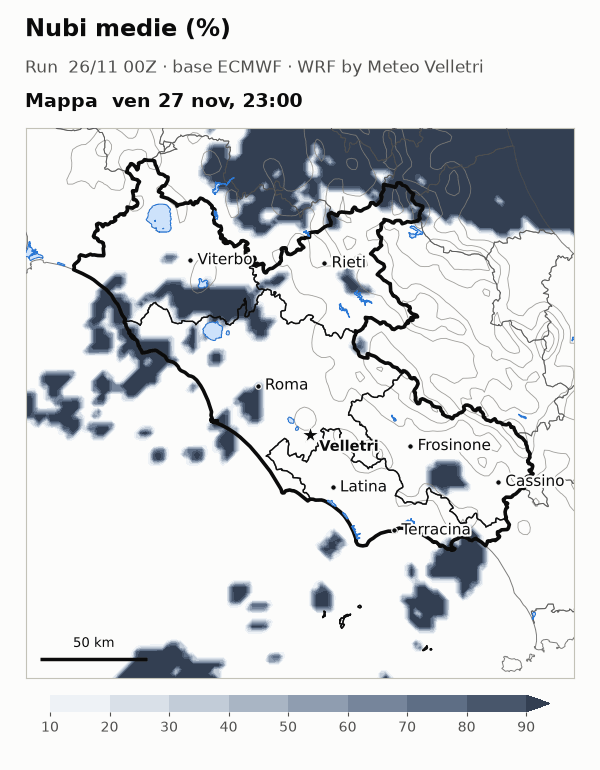 Nubi medie (%)
Run  26/11 00Z · base ECMWF · WRF by Meteo Velletri
Mappa  ven 27 nov, 23:00
Viterbo
Rieti
Roma
Velletri
Frosinone
Cassino
Latina
Terracina
50 km
10 20 30 40 50 60 70 80 90